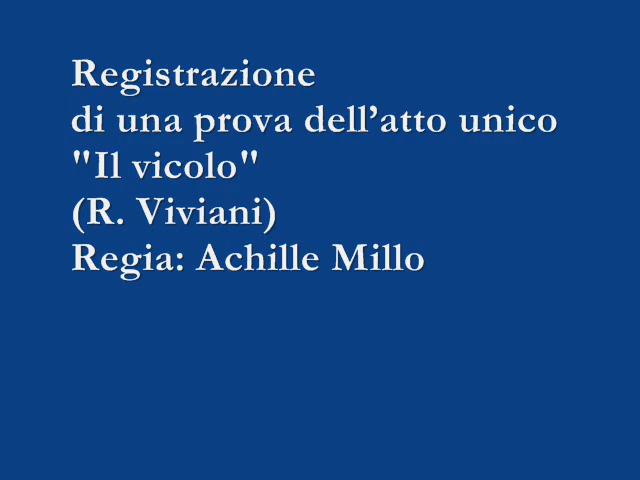 Registrazione
di una prova dell’atto unico
"Il vicolo"
(R. Viviani)
Regia: Achille Millo